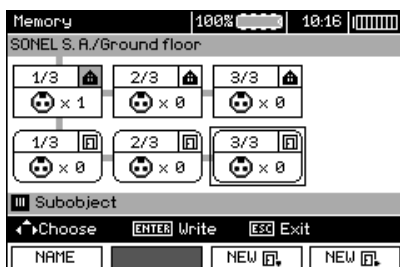 Memory 100% 10:16
SONEL S. A./Ground floor
1/3 2/3 3/3
x 1 x 0 x 0
1/3 2/3 3/3
x 0 x 0 x 0
Subobject
Choose ENTER Write ESC Exit
NAME NEW NEW